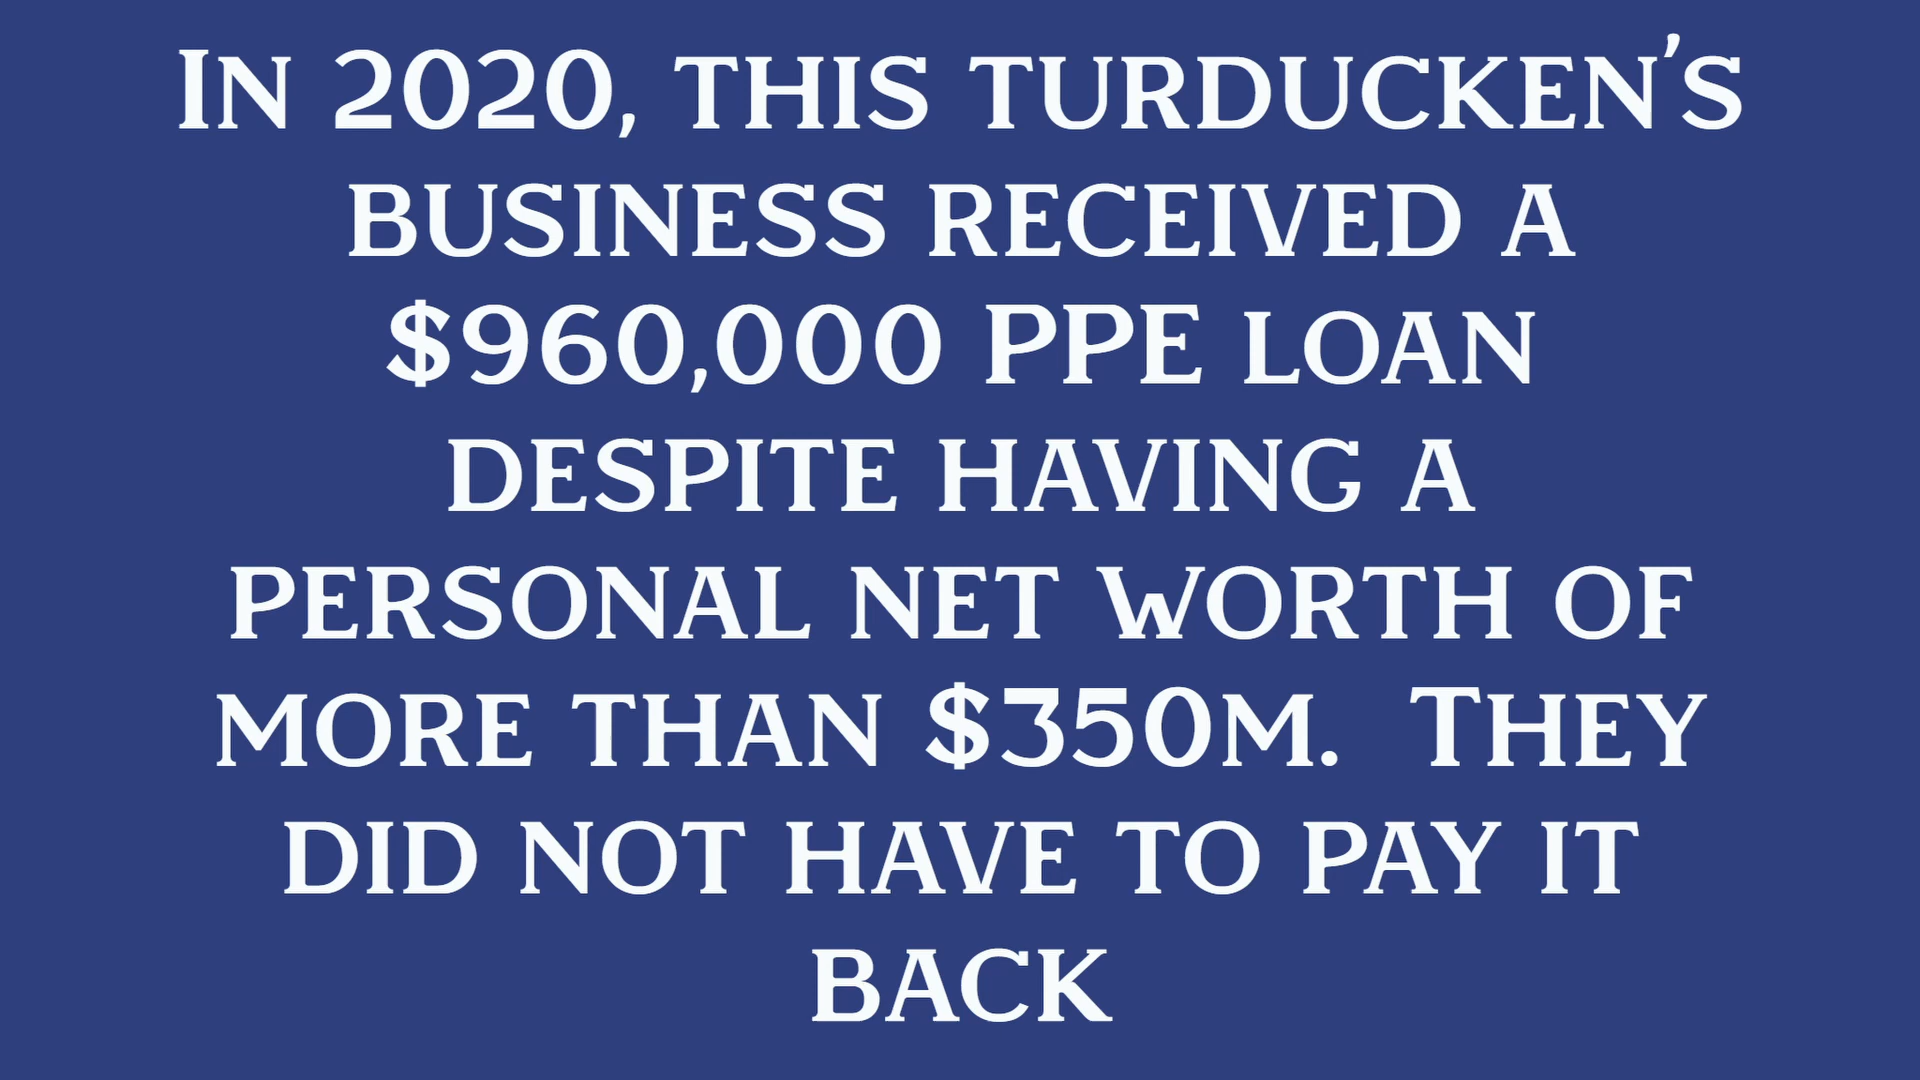 In 2020, this turducken's
business received a
$960,000 PPE loan
despite having a
personal net worth of
more than $350m.  They
did not have to pay it
back